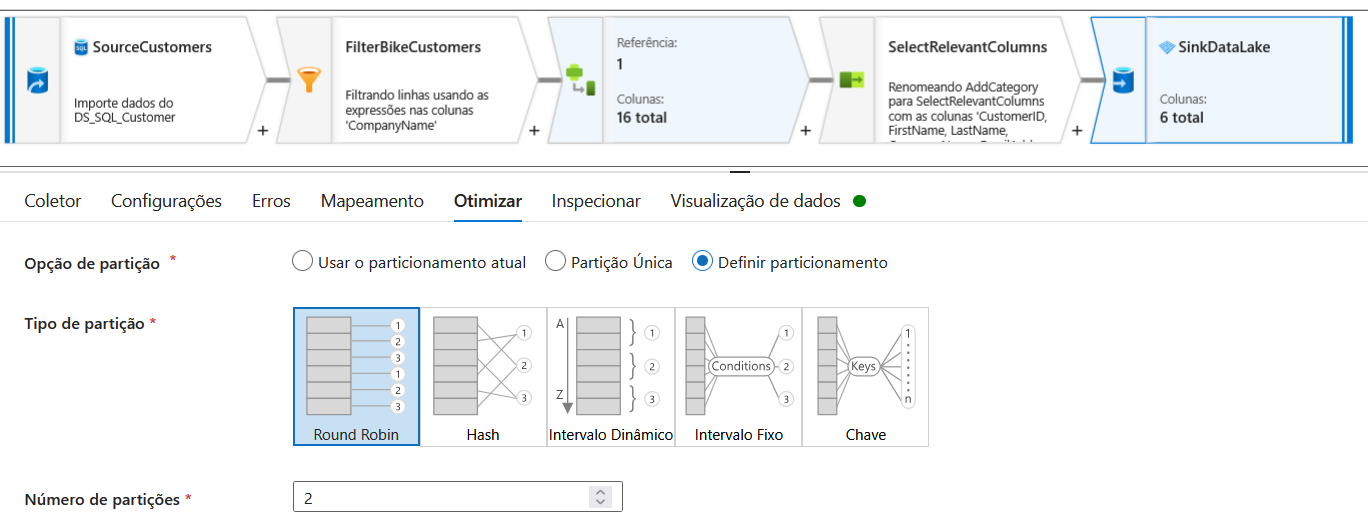 SQL SourceCustomers
Importe dados do
DS_SQL_Customer
+
FilterBikeCustomers
Filtrando linhas usando as
expressões nas colunas
'CompanyName'
+
Referência:
1
Colunas:
16 total
+
SelectRelevantColumns
Renomeando AddCategory
para SelectRelevantColumns
com as colunas 'CustomerID,
FirstName, LastName,
+
SinkDataLake
Colunas:
6 total
Coletor Configurações Erros Mapeamento Otimizar Inspecionar Visualização de dados
Opção de partição * Usar o particionamento atual Partição Única Definir particionamento
Tipo de partição *
1
2
3
1
2
3
Round Robin
1
2
3
Hash
A
Z
1
2
3
Intervalo Dinâmico
Conditions
1
2
3
Intervalo Fixo
Keys
1
n
Chave
Número de partições * 2